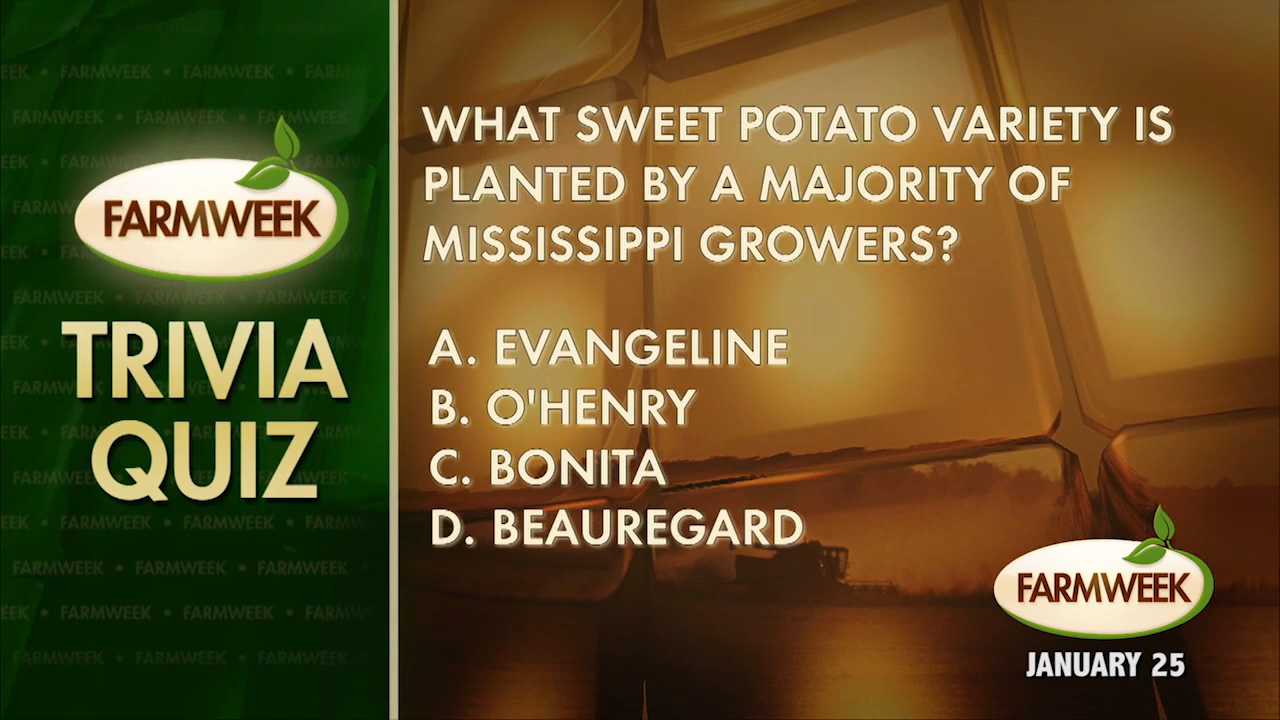 FARMWEEK
TRIVIA
QUIZ
WHAT SWEET POTATO VARIETY IS
PLANTED BY A MAJORITY OF
MISSISSIPPI GROWERS?
A. EVANGELINE
B. O'HENRY
C. BONITA
D. BEAUREGARD
FARMWEEK
JANUARY 25